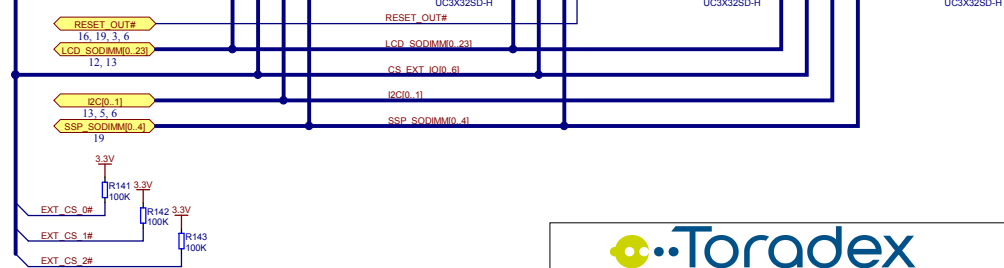 UC3X32SD-H UC3X32SD-H UC3X32SD-H
RESET_OUT# RESET_OUT#
16, 19, 3, 6
LCD_SODIMM[0..23] LCD_SODIMM[0..23]
12, 13
CS_EXT_IO[0..6]
I2C[0..1] I2C[0..1]
13, 5, 6
SSP_SODIMM[0..4] SSP_SODIMM[0..4]
19
3.3V
R141
100K
3.3V
EXT_CS_0#
R142
100K
3.3V
EXT_CS_1#
R143
100K
EXT_CS_2#
Toradex